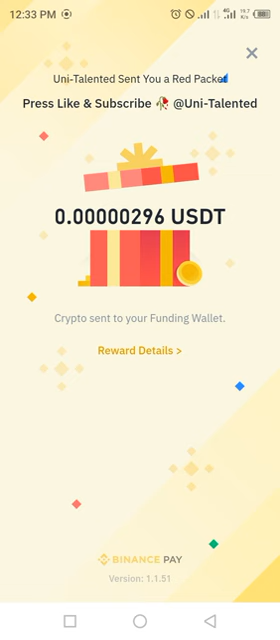 12:33 PM
Uni-Talented Sent You a Red Packet
Press Like & Subscribe 🥀 @Uni-Talented
0.00000296 USDT
Crypto sent to your Funding Wallet.
Reward Details >
BINANCE PAY
Version: 1.1.51